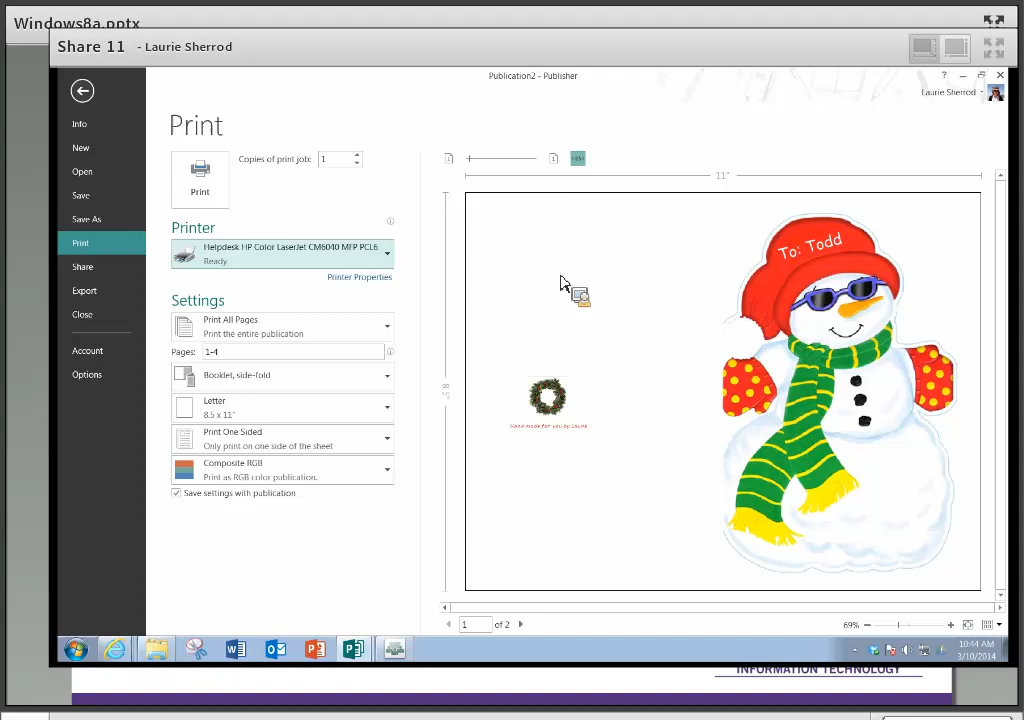 Windows8a.pptx
Share 11 - Laurie Sherrod
Publication2 - Publisher
?
Laurie Sherrod
Info
New
Open
Save
Save As
Print
Share
Export
Close
Account
Options
Print
Copies of print job: 1
Print
Printer
Helpdesk HP Color LaserJet CM6040 MFP PCL6
Ready
Printer Properties
Settings
Print All Pages
Print the entire publication
Pages: 1-4
Booklet, side-fold
Letter
8.5 x 11"
Print One Sided
Only print on one side of the sheet
Composite RGB
Print as RGB color publication.
Save settings with publication
1
1
11"
To: Todd
Hand made for you by Laurie
1 of 2
69%
10:44 AM
3/10/2014
INFORMATION TECHNOLOGY